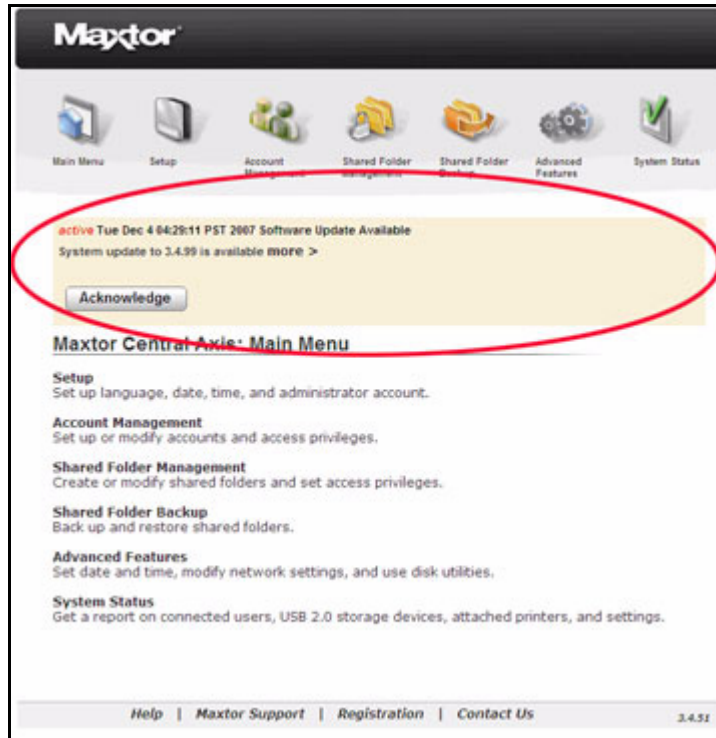 Maxtor
Main Menu
Setup
Account
Management
Shared Folder
Management
Shared Folder
Backup
Advanced
Features
System Status
active Tue Dec 4 04:29:11 PST 2007 Software Update Available
System update to 3.4.99 is available more >
Acknowledge
Maxtor Central Axis: Main Menu
Setup
Set up language, date, time, and administrator account.
Account Management
Set up or modify accounts and access privileges.
Shared Folder Management
Create or modify shared folders and set access privileges.
Shared Folder Backup
Back up and restore shared folders.
Advanced Features
Set date and time, modify network settings, and use disk utilities.
System Status
Get a report on connected users, USB 2.0 storage devices, attached printers, and settings.
Help | Maxtor Support | Registration | Contact Us
3.4.51